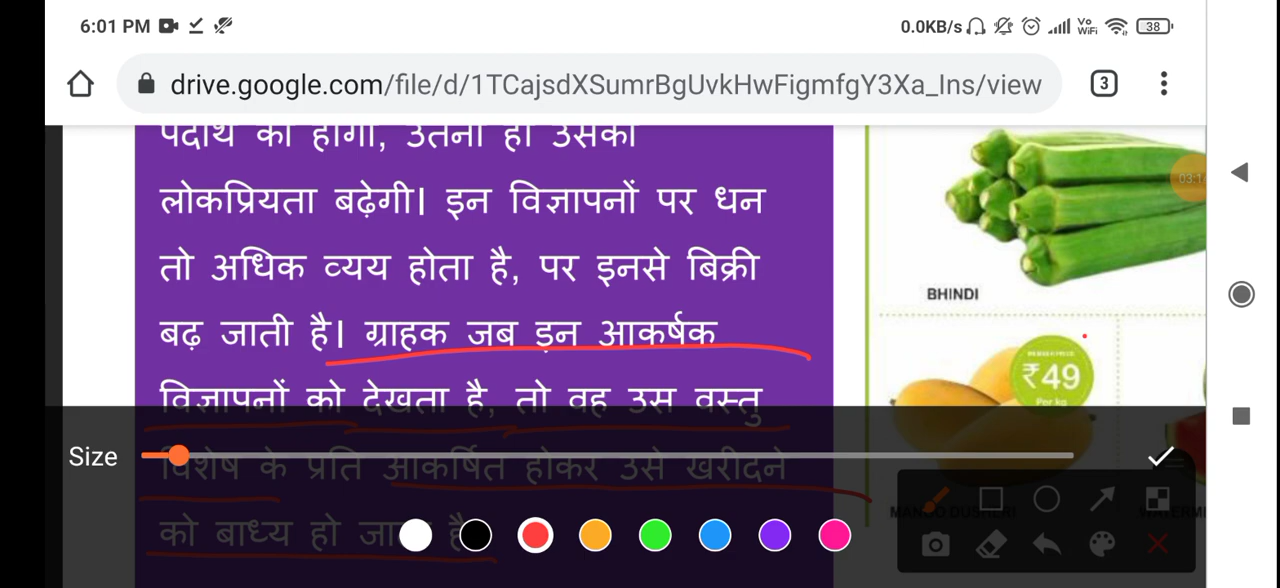 6:01 PM
0.0KB/s
Vo WiFi
38
drive.google.com/file/d/1TCajsdXSumrBgUvkHwFigmfgY3Xa_Ins/view
3
पदार्थ का होगा, उतना ही उसका
लोकप्रियता बढ़ेगी। इन विज्ञापनों पर धन
तो अधिक व्यय होता है, पर इनसे बिक्री
बढ़ जाती है। ग्राहक जब इन आकर्षक
विज्ञापनों को देखता है, तो वह उस वस्तु
विशेष के प्रति आकर्षित होकर उसे खरीदने
को बाध्य हो
BHINDI
₹49
Per kg
Size